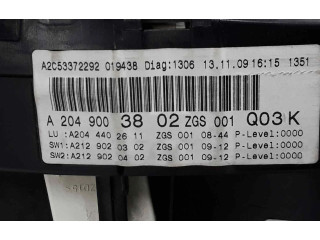 A2C53372292 019438 Diag:1306 13.11.09 16:15 1351
A 204 900 38 02 ZGS 001 Q03 K
LU :A204 440 26 11 ZGS 001 08-44 P-Level:0000
SW1:A212 902 03 02 ZGS 001 09-12 P-Level:0000
SW2:A212 902 04 02 ZGS 001 09-12 P-Level:0000